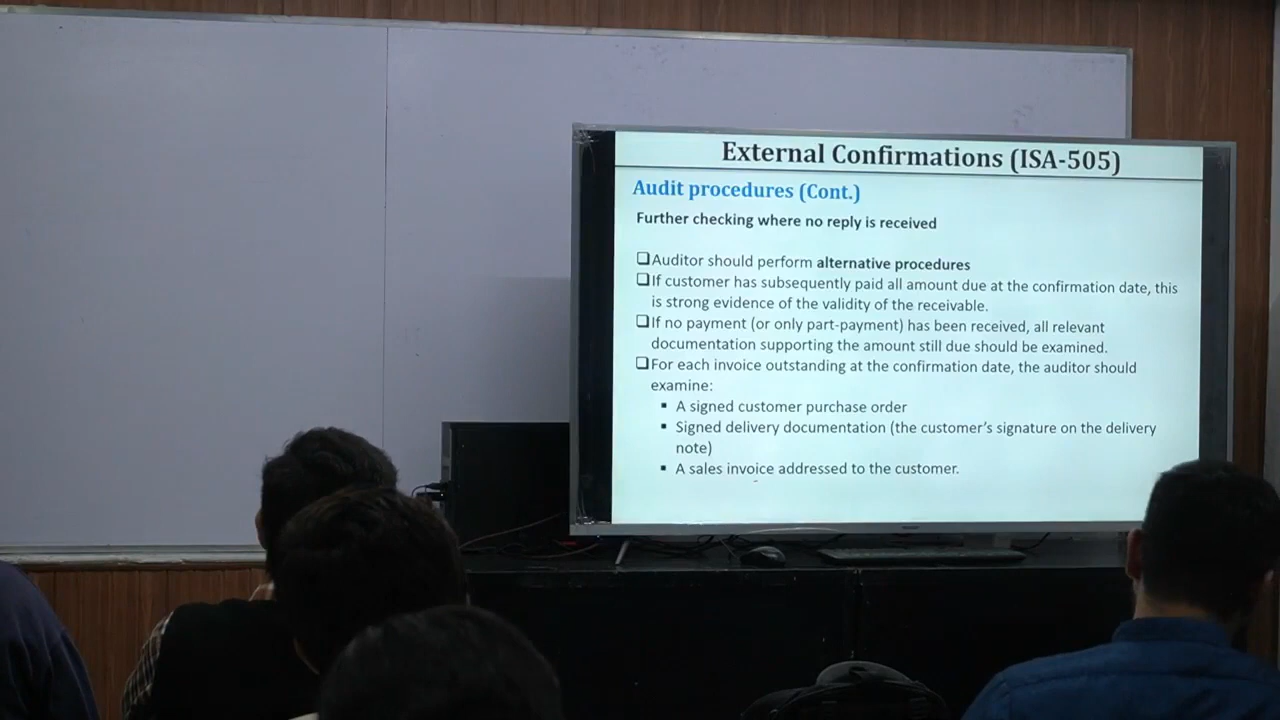 External Confirmations (ISA-505)
Audit procedures (Cont.)
Further checking where no reply is received
❑Auditor should perform alternative procedures
❑If customer has subsequently paid all amount due at the confirmation date, this
is strong evidence of the validity of the receivable.
❑If no payment (or only part-payment) has been received, all relevant
documentation supporting the amount still due should be examined.
❑For each invoice outstanding at the confirmation date, the auditor should
examine:
▪ A signed customer purchase order
▪ Signed delivery documentation (the customer’s signature on the delivery
note)
▪ A sales invoice addressed to the customer.